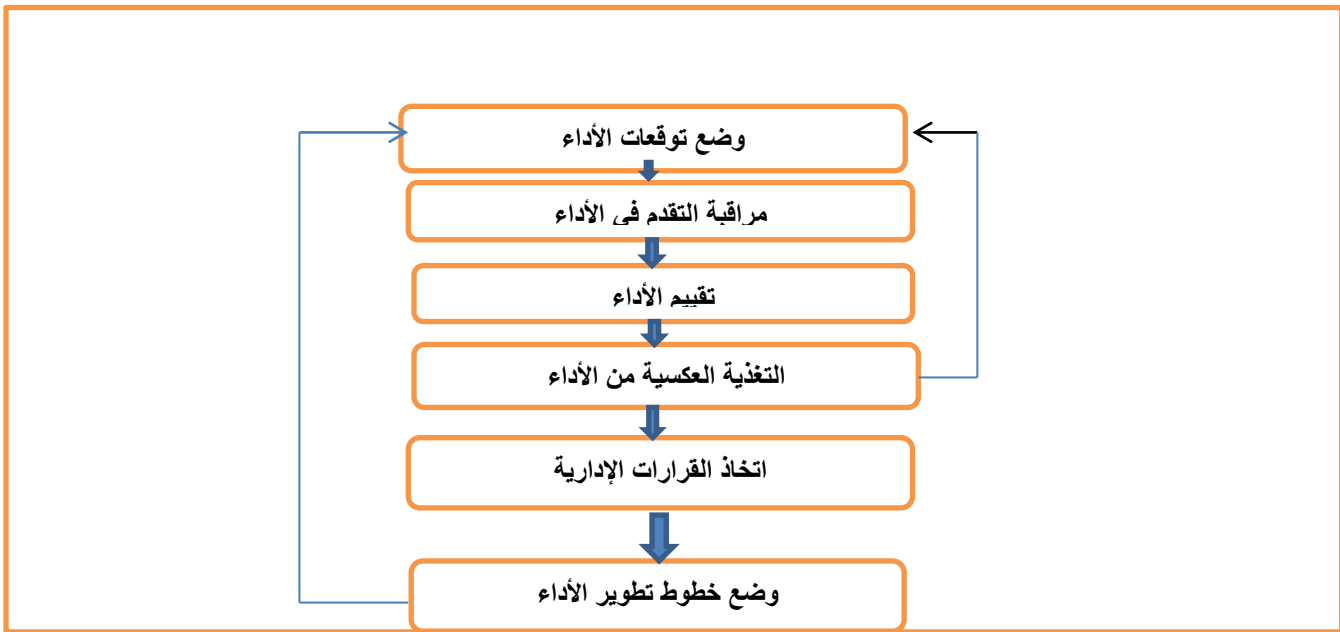 وضع توقعات الأداء
مراقبة التقدم في الأداء
تقييم الأداء
التغذية العكسية من الأداء
اتخاذ القرارات الإدارية
وضع خطوط تطوير الأداء